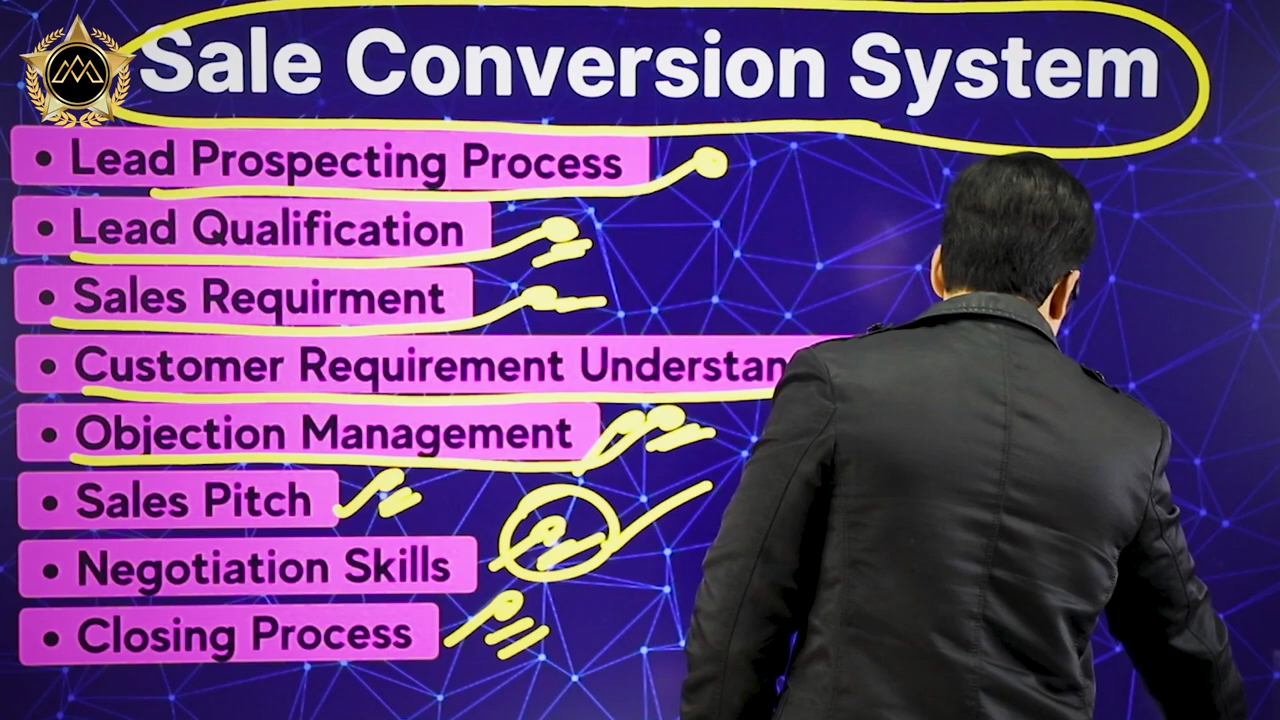 Sale Conversion System
• Lead Prospecting Process
• Lead Qualification
• Sales Requirment
• Customer Requirement Understan
• Objection Management
• Sales Pitch
• Negotiation Skills
• Closing Process